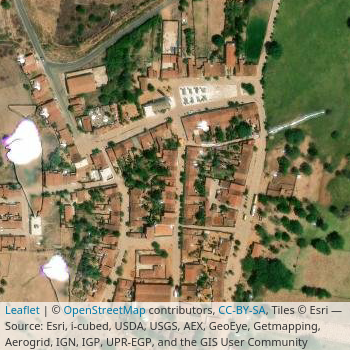 Leaflet | © OpenStreetMap contributors, CC-BY-SA, Tiles © Esri —
Source: Esri, i-cubed, USDA, USGS, AEX, GeoEye, Getmapping,
Aerogrid, IGN, IGP, UPR-EGP, and the GIS User Community